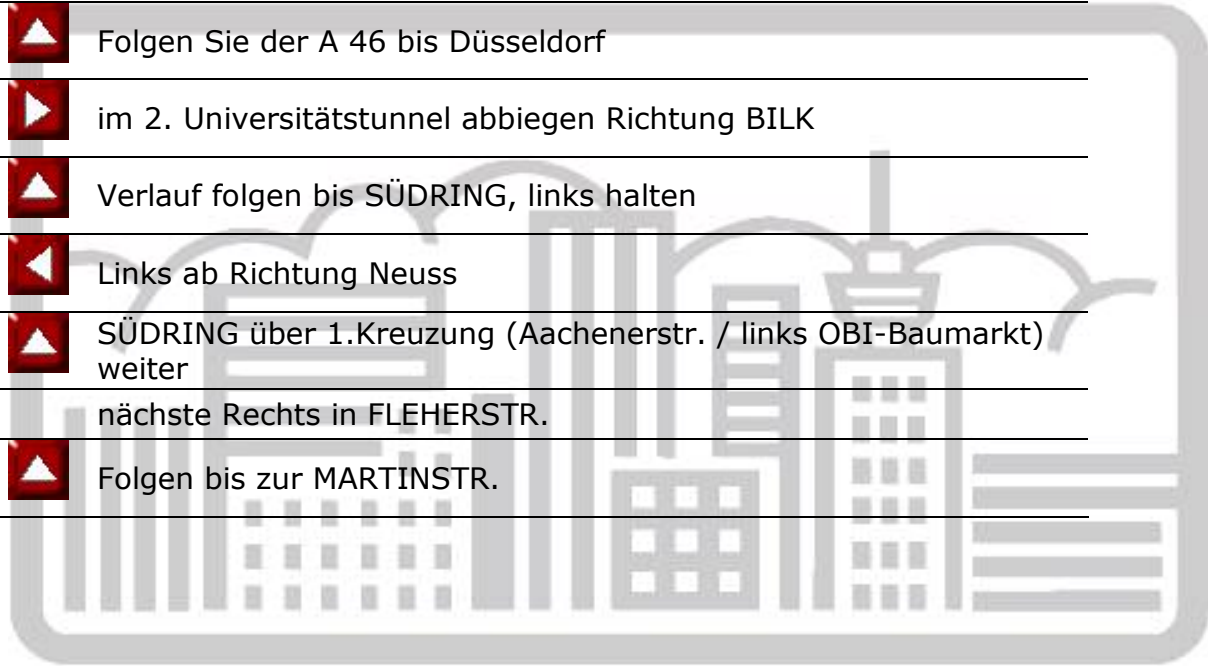 Folgen Sie der A 46 bis Düsseldorf
im 2. Universitätstunnel abbiegen Richtung BILK
Verlauf folgen bis SÜDRING, links halten
Links ab Richtung Neuss
SÜDRING über 1.Kreuzung (Aachenerstr. / links OBI-Baumarkt)
weiter
nächste Rechts in FLEHERSTR.
Folgen bis zur MARTINSTR.